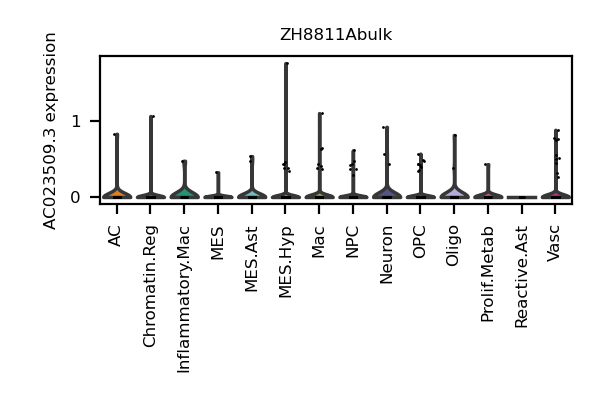 ZH8811Abulk
AC023509.3 expression
1
0
AC
Chromatin.Reg
Inflammatory.Mac
MES
MES.Ast
MES.Hyp
Mac
NPC
Neuron
OPC
Oligo
Prolif.Metab
Reactive.Ast
Vasc